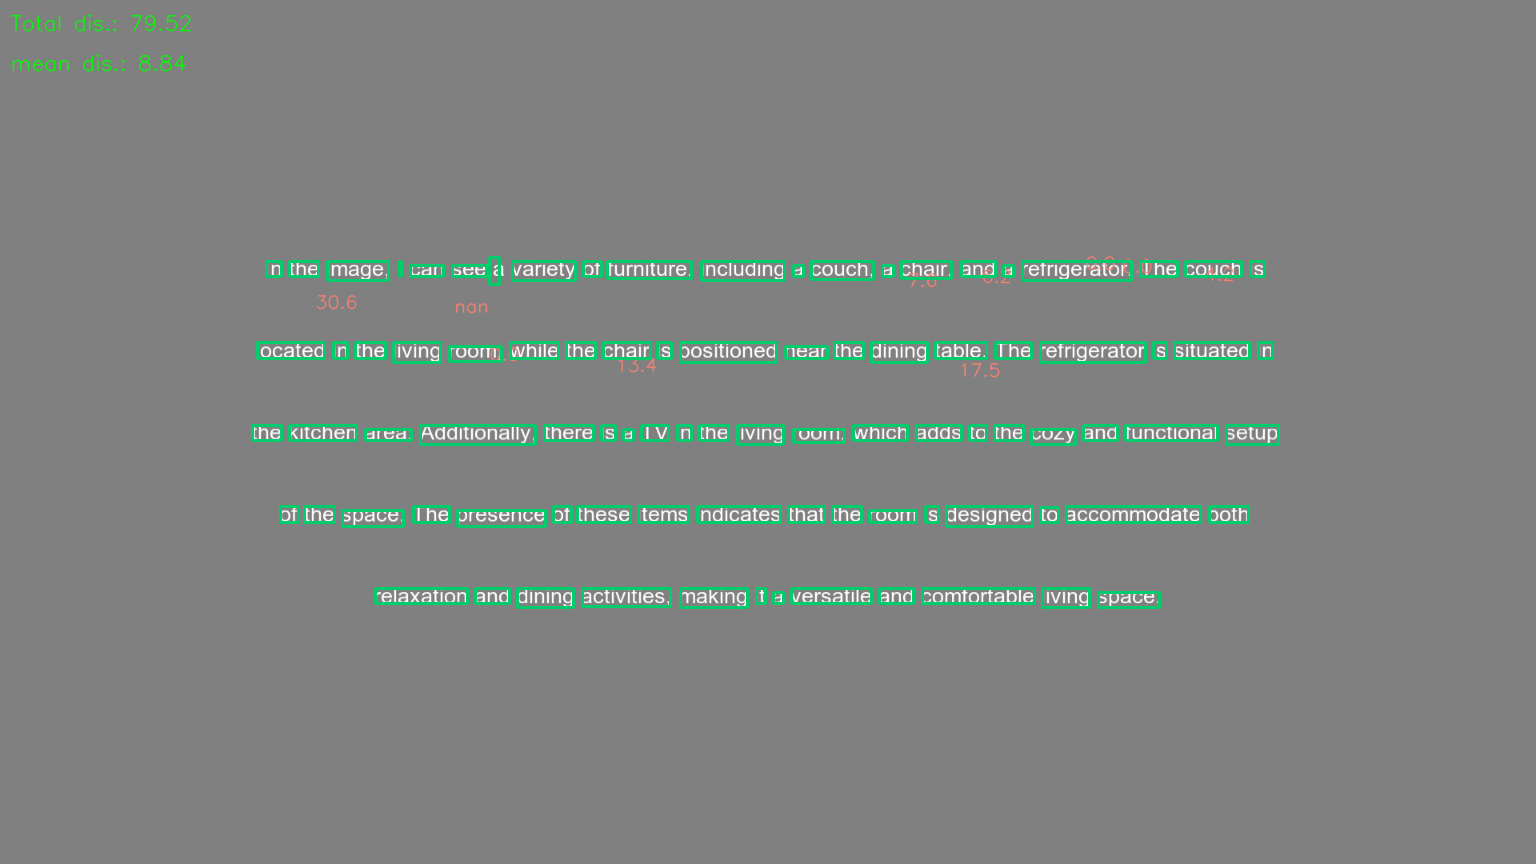 Total dis.: 79.52
mean dis.: 8.84
In the image, I can see a variety of furniture, including a couch, a chair, and a refrigerator. The couch is
30.6
nan
7.6
8.2
located in the living room, while the chair is positioned near the dining table. The refrigerator is situated in
13.4
17.5
the kitchen area. Additionally, there is a TV in the living room, which adds to the cozy and functional setup
of the space. The presence of these items indicates that the room is designed to accommodate both
relaxation and dining activities, making it a versatile and comfortable living space.